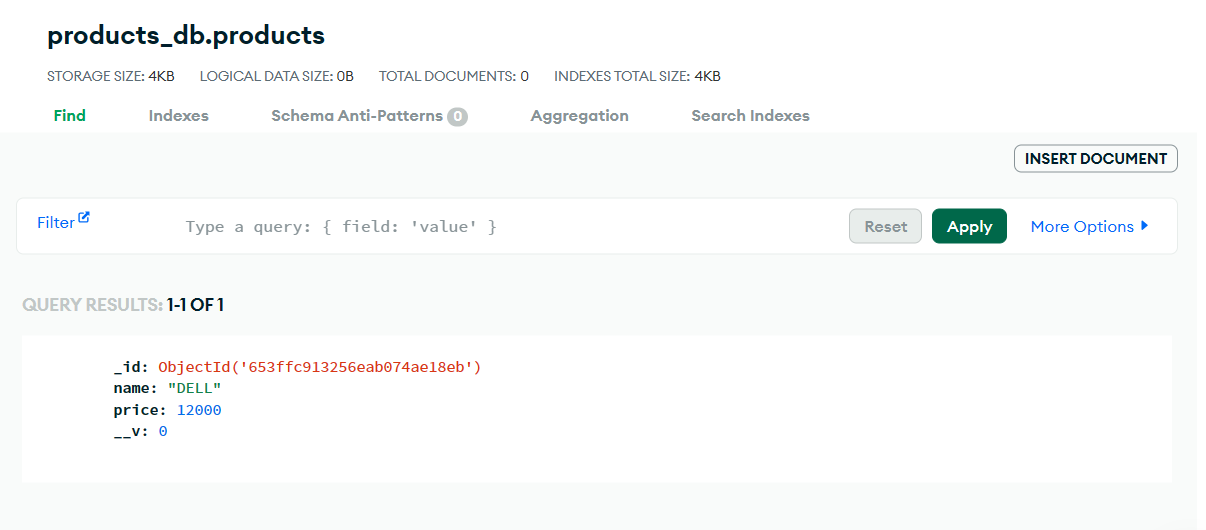 products_db.products
STORAGE SIZE: 4KB LOGICAL DATA SIZE: 0B TOTAL DOCUMENTS: 0 INDEXES TOTAL SIZE: 4KB
Find Indexes Schema Anti-Patterns 0 Aggregation Search Indexes
INSERT DOCUMENT
Filter Type a query: { field: 'value' } Reset Apply More Options
QUERY RESULTS: 1-1 OF 1
_id: ObjectId('653ffc913256eab074ae18eb')
name: "DELL"
price: 12000
__v: 0